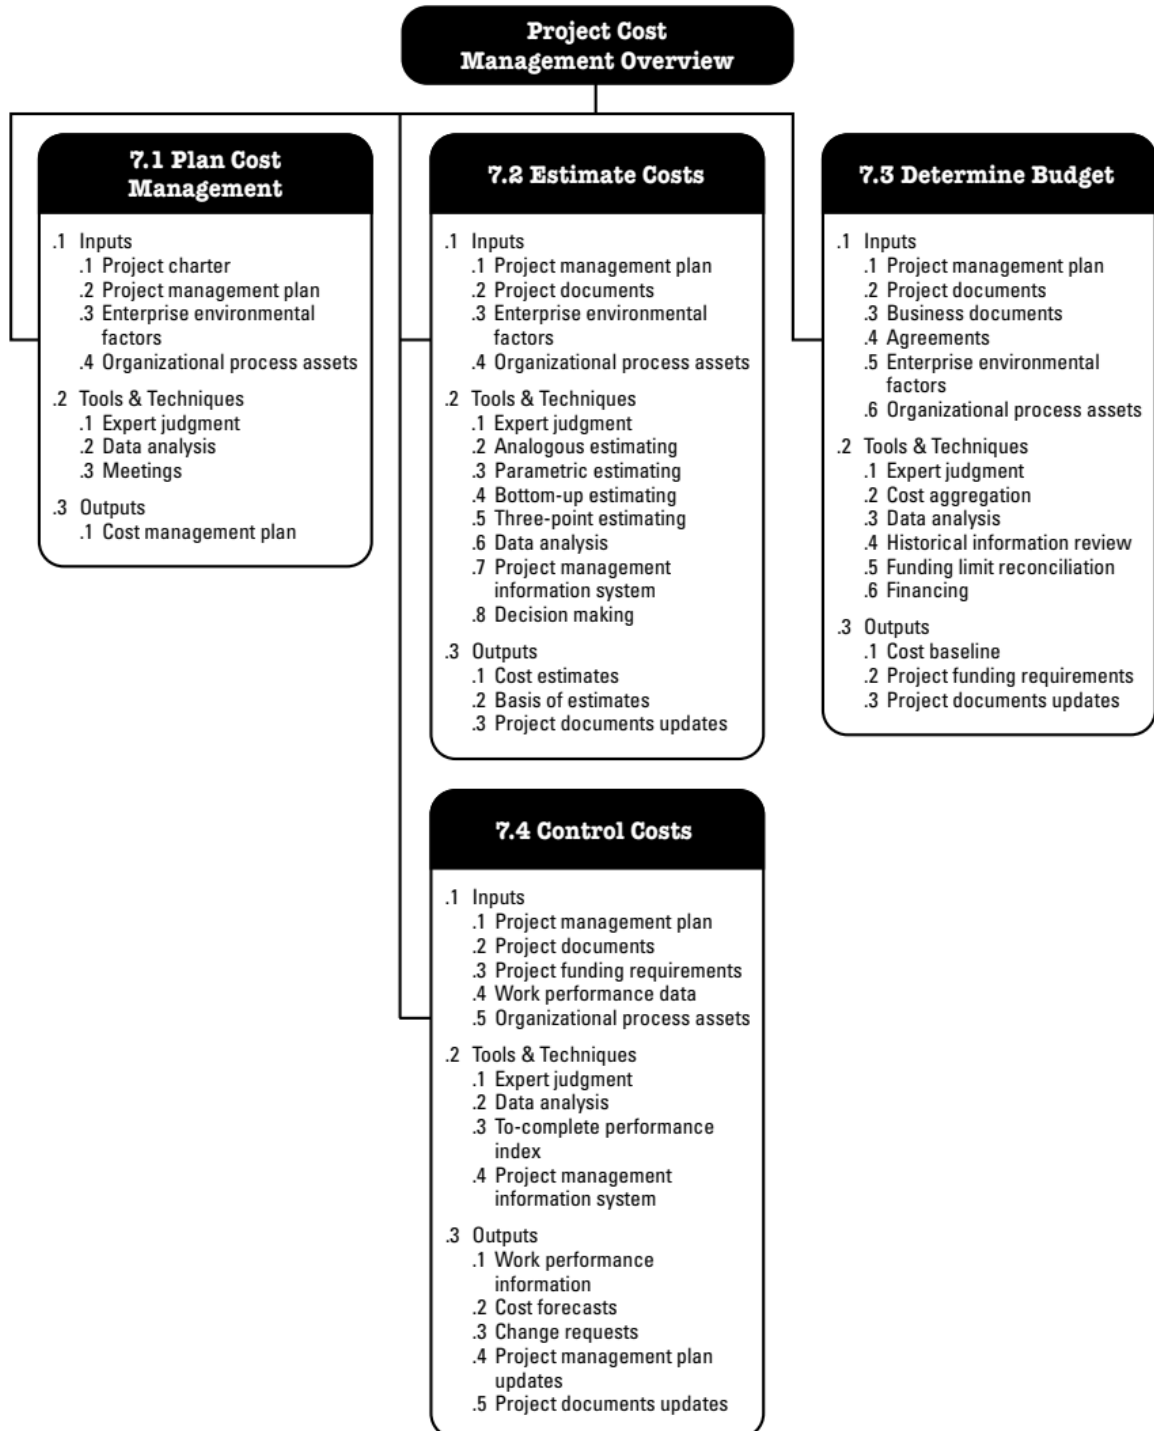 Project Cost
Management Overview
7.1 Plan Cost
Management
.1 Inputs
.1 Project charter
.2 Project management plan
.3 Enterprise environmental
factors
.4 Organizational process assets
.2 Tools & Techniques
.1 Expert judgment
.2 Data analysis
.3 Meetings
.3 Outputs
.1 Cost management plan
7.2 Estimate Costs
.1 Inputs
.1 Project management plan
.2 Project documents
.3 Enterprise environmental
factors
.4 Organizational process assets
.2 Tools & Techniques
.1 Expert judgment
.2 Analogous estimating
.3 Parametric estimating
.4 Bottom-up estimating
.5 Three-point estimating
.6 Data analysis
.7 Project management
information system
.8 Decision making
.3 Outputs
.1 Cost estimates
.2 Basis of estimates
.3 Project documents updates
7.3 Determine Budget
.1 Inputs
.1 Project management plan
.2 Project documents
.3 Business documents
.4 Agreements
.5 Enterprise environmental
factors
.6 Organizational process assets
.2 Tools & Techniques
.1 Expert judgment
.2 Cost aggregation
.3 Data analysis
.4 Historical information review
.5 Funding limit reconciliation
.6 Financing
.3 Outputs
.1 Cost baseline
.2 Project funding requirements
.3 Project documents updates
7.4 Control Costs
.1 Inputs
.1 Project management plan
.2 Project documents
.3 Project funding requirements
.4 Work performance data
.5 Organizational process assets
.2 Tools & Techniques
.1 Expert judgment
.2 Data analysis
.3 To-complete performance
index
.4 Project management
information system
.3 Outputs
.1 Work performance
information
.2 Cost forecasts
.3 Change requests
.4 Project management plan
updates
.5 Project documents updates